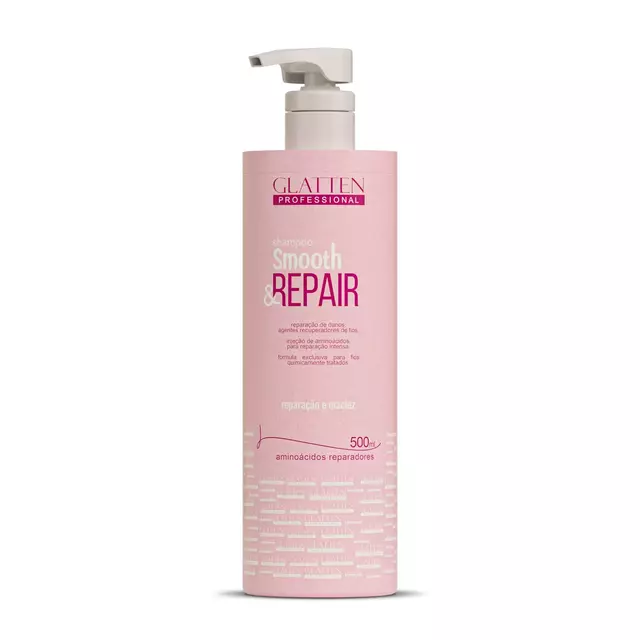 GLATTEN
PROFESSIONAL
shampoo
Smooth
& REPAIR
reparação de danos
agentes recuperadores de fios
injeção de aminoácidos
para reparação intensa
fórmula exclusiva para fios
quimicamente tratados
reparação e maciez
500ml
aminoácidos reparadores